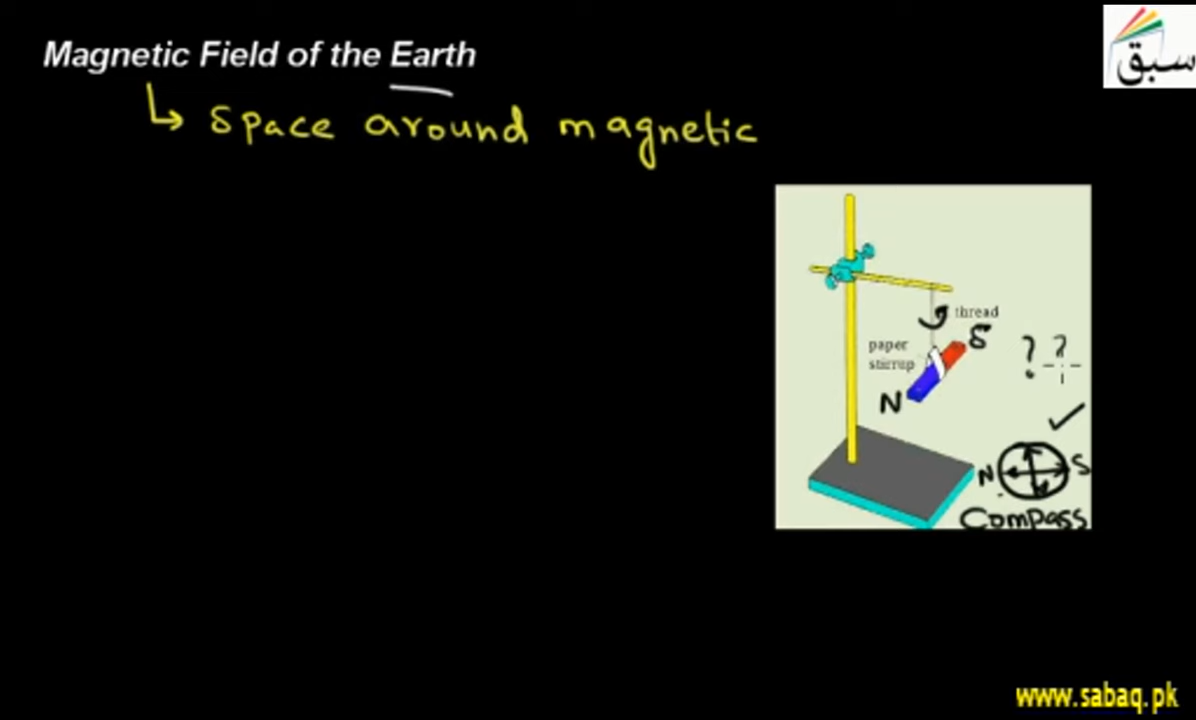 Magnetic Field of the Earth
سبق
↳ space around magnetic
thread
S
paper
stirrup
? ?
N
N S
Compass
www.sabaq.pk